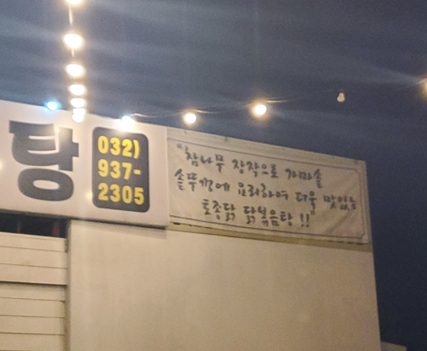 탕
032)
937-
2305
"참나무 장작으로 가마솥
솥뚜껑에 요리하여 더욱 맛있는
토종닭 닭볶음탕!!"